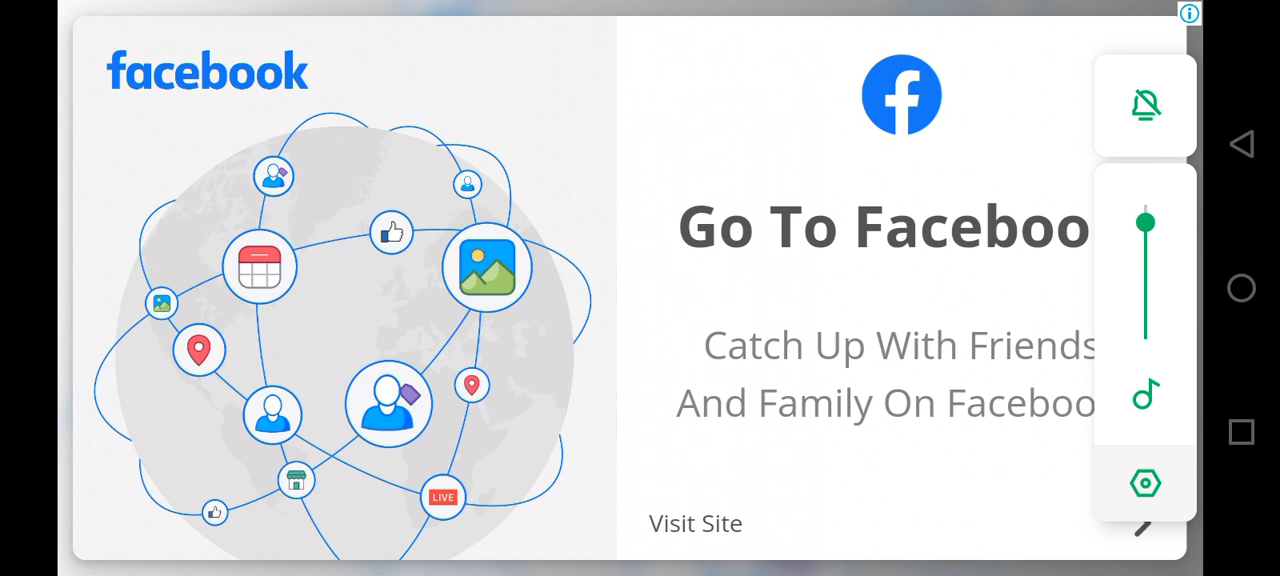 facebook
Go To Faceboo
Catch Up With Friends
And Family On Faceboo
LIVE
Visit Site